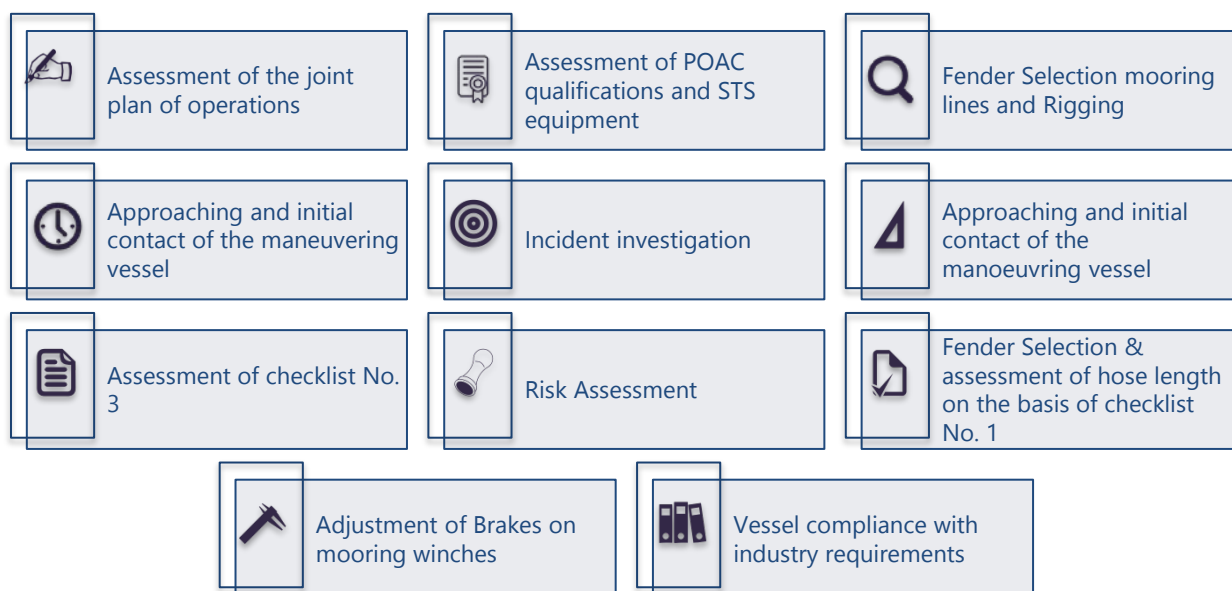 Assessment of the joint
plan of operations
Assessment of POAC
qualifications and STS
equipment
Fender Selection mooring
lines and Rigging
Approaching and initial
contact of the maneuvering
vessel
Incident investigation
Approaching and initial
contact of the
manoeuvring vessel
Assessment of checklist No.
3
Risk Assessment
Fender Selection &
assessment of hose length
on the basis of checklist
No. 1
Adjustment of Brakes on
mooring winches
Vessel compliance with
industry requirements